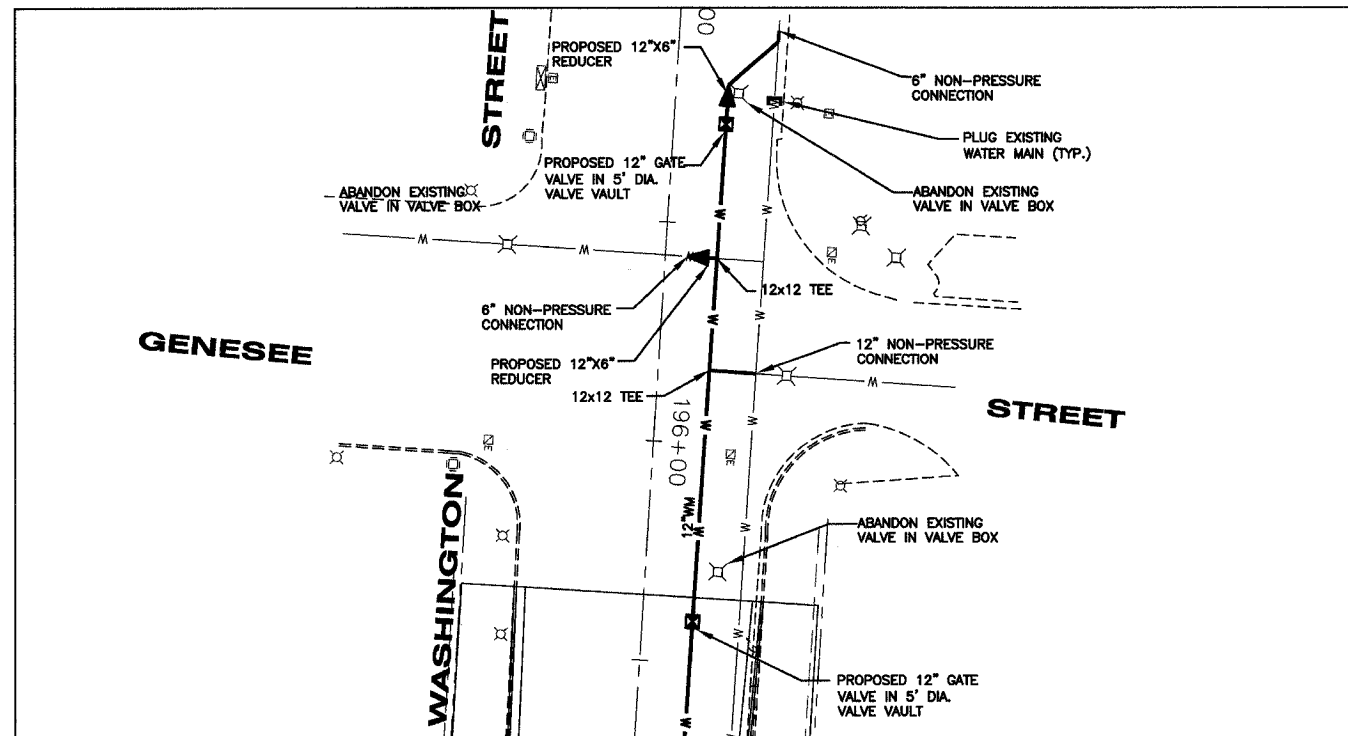 STREET
00
PROPOSED 12"X6"
REDUCER
6" NON-PRESSURE
CONNECTION
PLUG EXISTING
WATER MAIN (TYP.)
PROPOSED 12" GATE
VALVE IN 5' DIA.
VALVE VAULT
ABANDON EXISTING
VALVE IN VALVE BOX
ABANDON EXISTING
VALVE IN VALVE BOX
W
W
W
W
W
W
E
E
12x12 TEE
6" NON-PRESSURE
CONNECTION
W
W
GENESEE
PROPOSED 12"X6"
REDUCER
12" NON-PRESSURE
CONNECTION
W
12x12 TEE
STREET
196+00
W
W
E
E
12"WM
W
W
ABANDON EXISTING
VALVE IN VALVE BOX
WASHINGTON
W
PROPOSED 12" GATE
VALVE IN 5' DIA.
VALVE VAULT
W